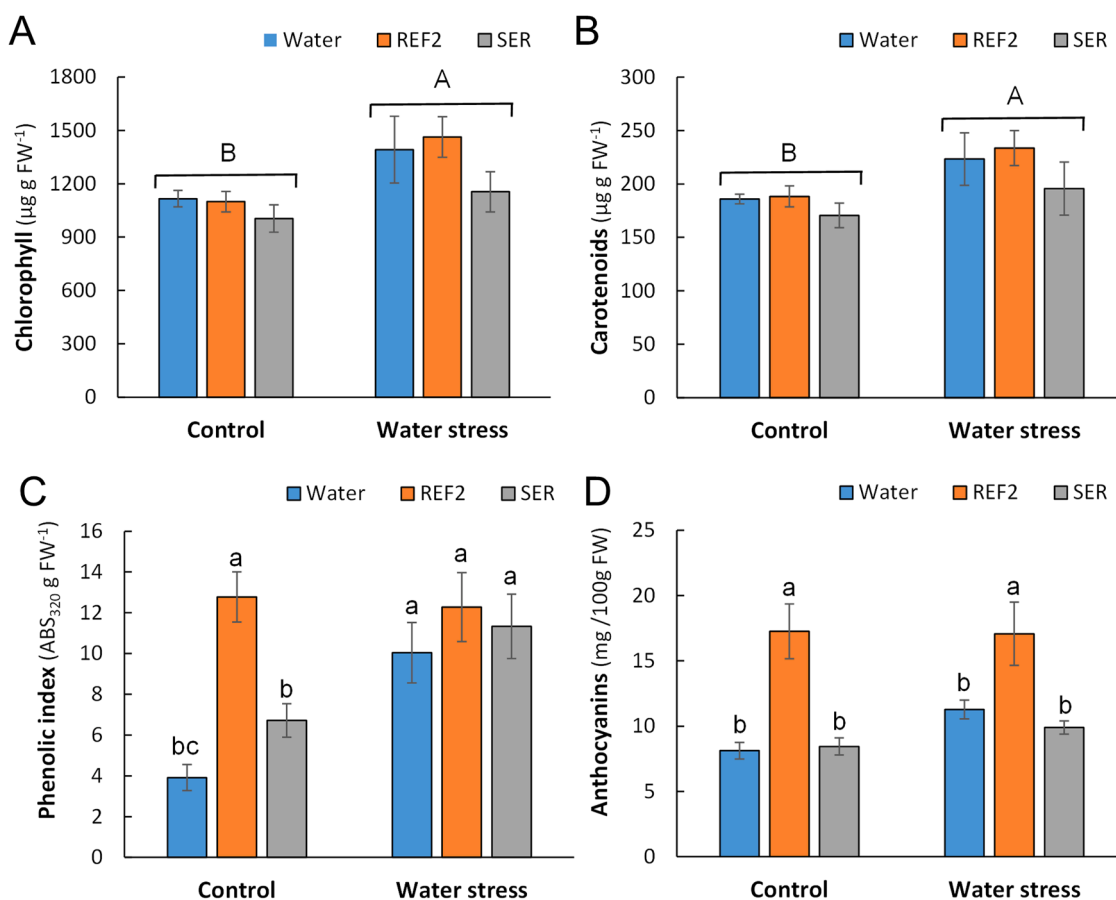 A
Water REF2 SER
Chlorophyll (µg g FW⁻¹)
1800
1500
1200
900
600
300
0
B
A
Control Water stress
B
Water REF2 SER
Carotenoids (µg g FW⁻¹)
300
250
200
150
100
50
0
B
A
Control Water stress
C
Water REF2 SER
Phenolic index (ABS₃₂₀ g FW⁻¹)
16
14
12
10
8
6
4
2
0
bc a b a a a
Control Water stress
D
Water REF2 SER
Anthocyanins (mg /100g FW)
25
20
15
10
5
0
b a b b a b
Control Water stress